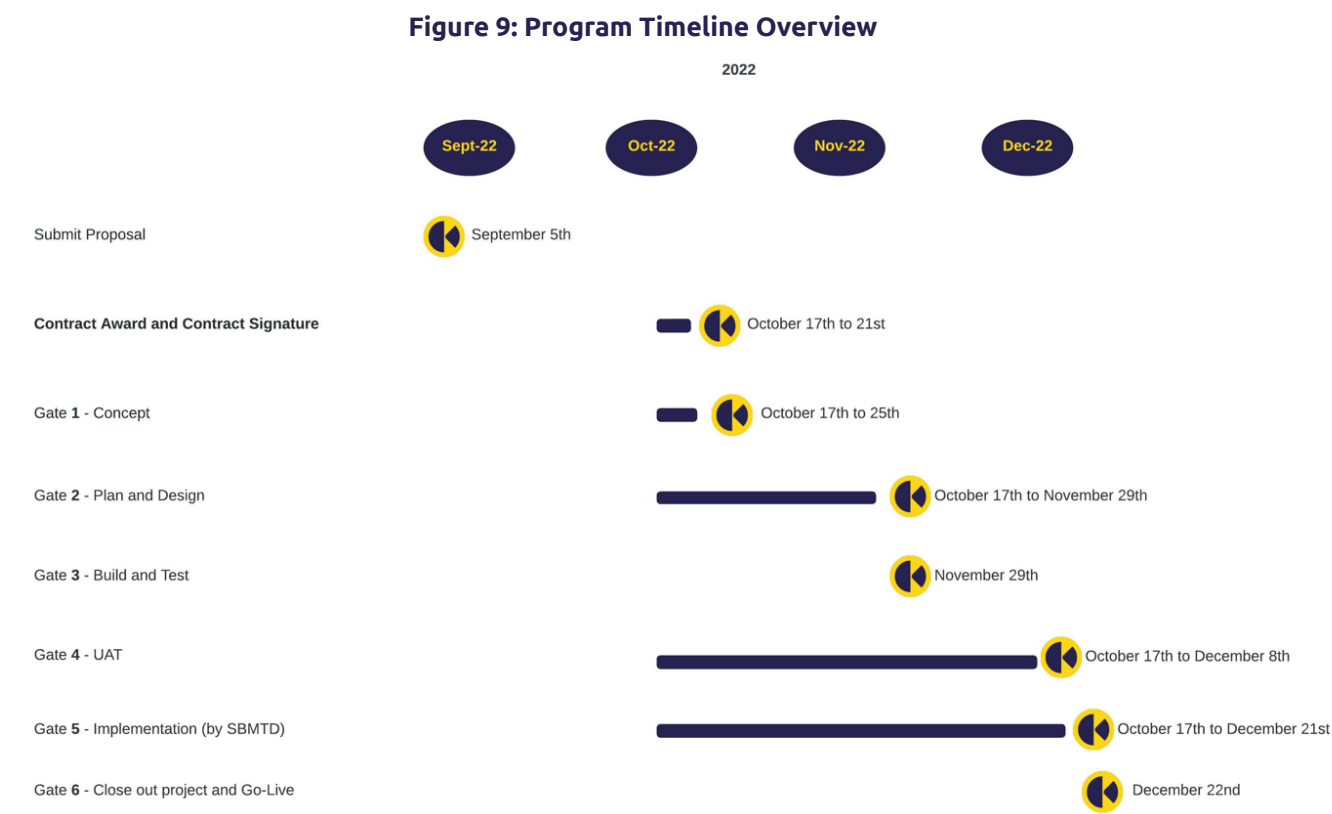 Figure 9: Program Timeline Overview
2022
Sept-22 Oct-22 Nov-22 Dec-22
Submit Proposal September 5th
Contract Award and Contract Signature October 17th to 21st
Gate 1 - Concept October 17th to 25th
Gate 2 - Plan and Design October 17th to November 29th
Gate 3 - Build and Test November 29th
Gate 4 - UAT October 17th to December 8th
Gate 5 - Implementation (by SBMTD) October 17th to December 21st
Gate 6 - Close out project and Go-Live December 22nd